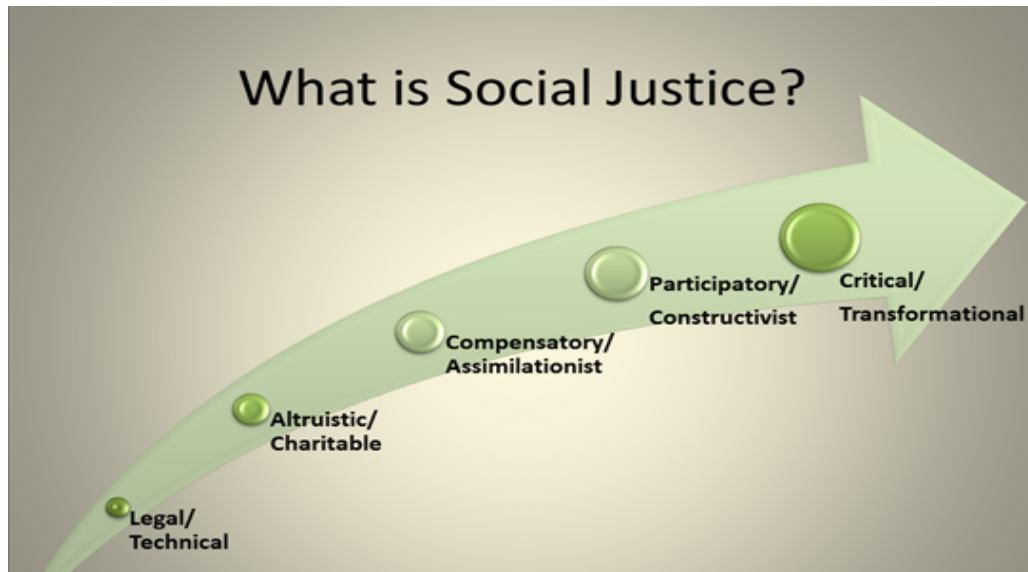 What is Social Justice?
Legal/
Technical
Altruistic/
Charitable
Compensatory/
Assimilationist
Participatory/
Constructivist
Critical/
Transformational